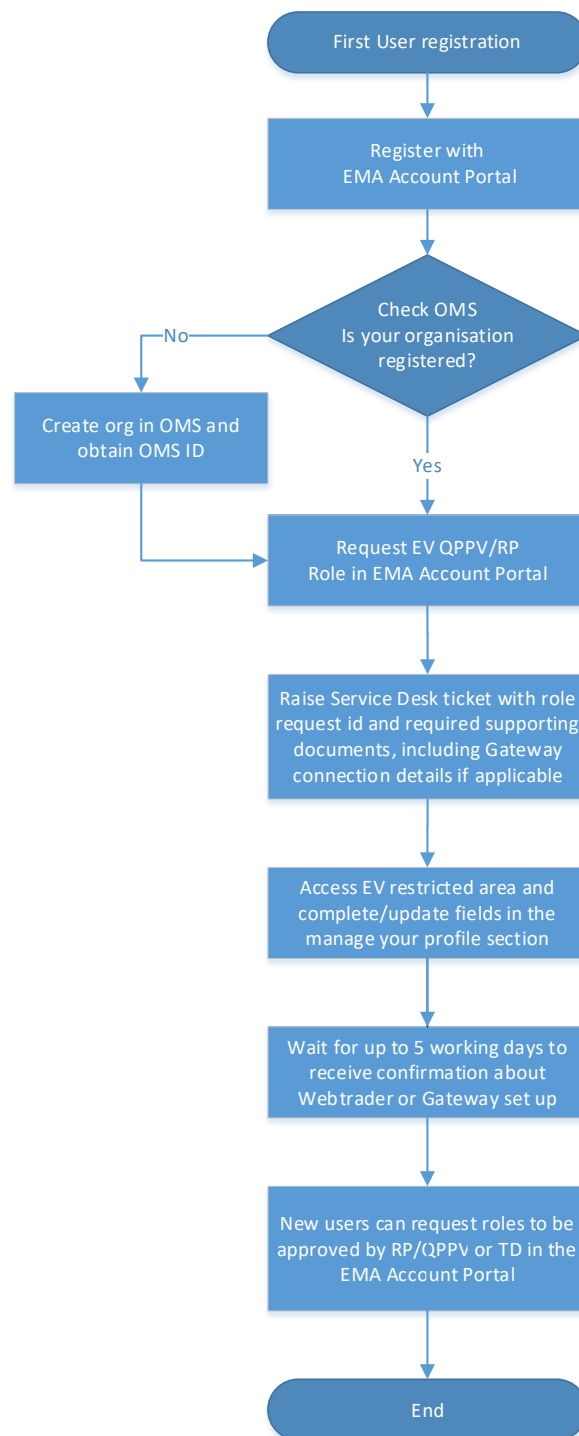 First User registration
Register with
EMA Account Portal
Check OMS
Is your organisation
registered?
No
Create org in OMS and
obtain OMS ID
Yes
Request EV QPPV/RP
Role in EMA Account Portal
Raise Service Desk ticket with role
request id and required supporting
documents, including Gateway
connection details if applicable
Access EV restricted area and
complete/update fields in the
manage your profile section
Wait for up to 5 working days to
receive confirmation about
Webtrader or Gateway set up
New users can request roles to be
approved by RP/QPPV or TD in the
EMA Account Portal
End